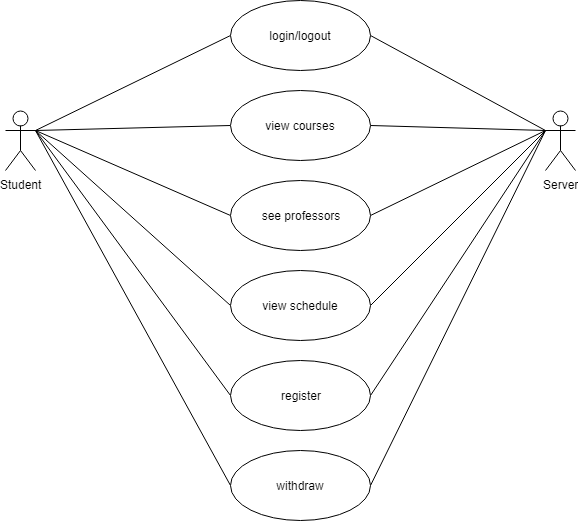 login/logout
view courses
Student
Server
see professors
view schedule
register
withdraw